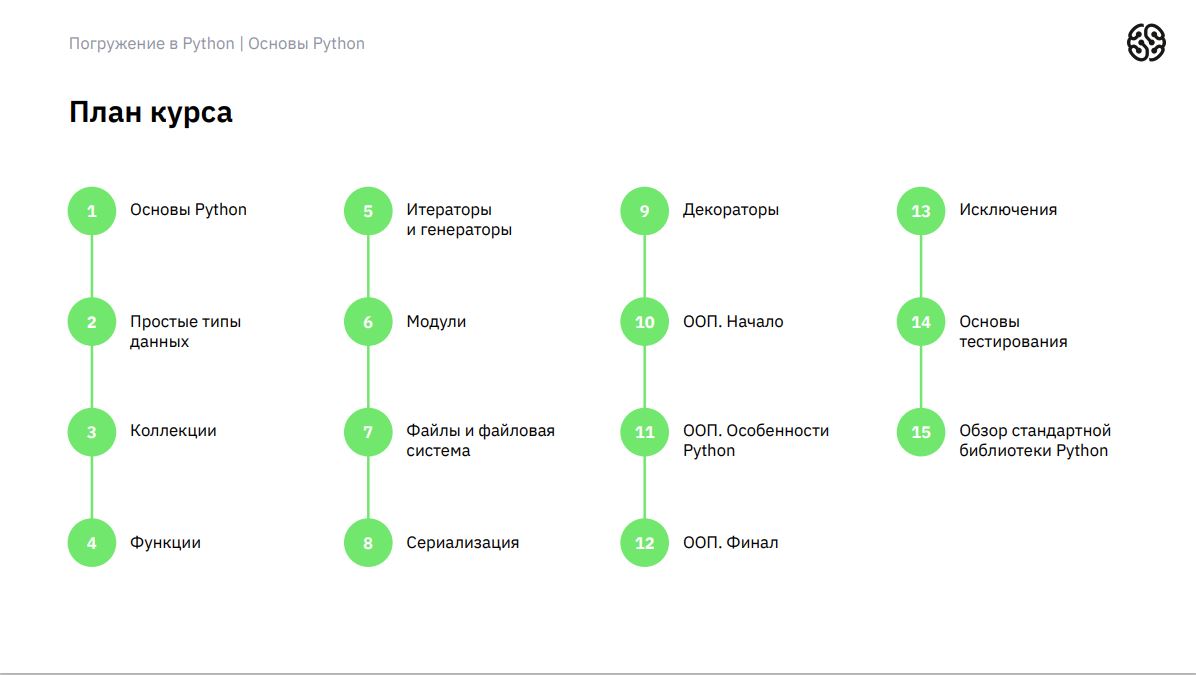 Погружение в Python | Основы Python
План курса
1
Основы Python
2
Простые типы
данных
3
Коллекции
4
Функции
5
Итераторы
и генераторы
6
Модули
7
Файлы и файловая
система
8
Сериализация
9
Декораторы
10
ООП. Начало
11
ООП. Особенности
Python
12
ООП. Финал
13
Исключения
14
Основы
тестирования
15
Обзор стандартной
библиотеки Python